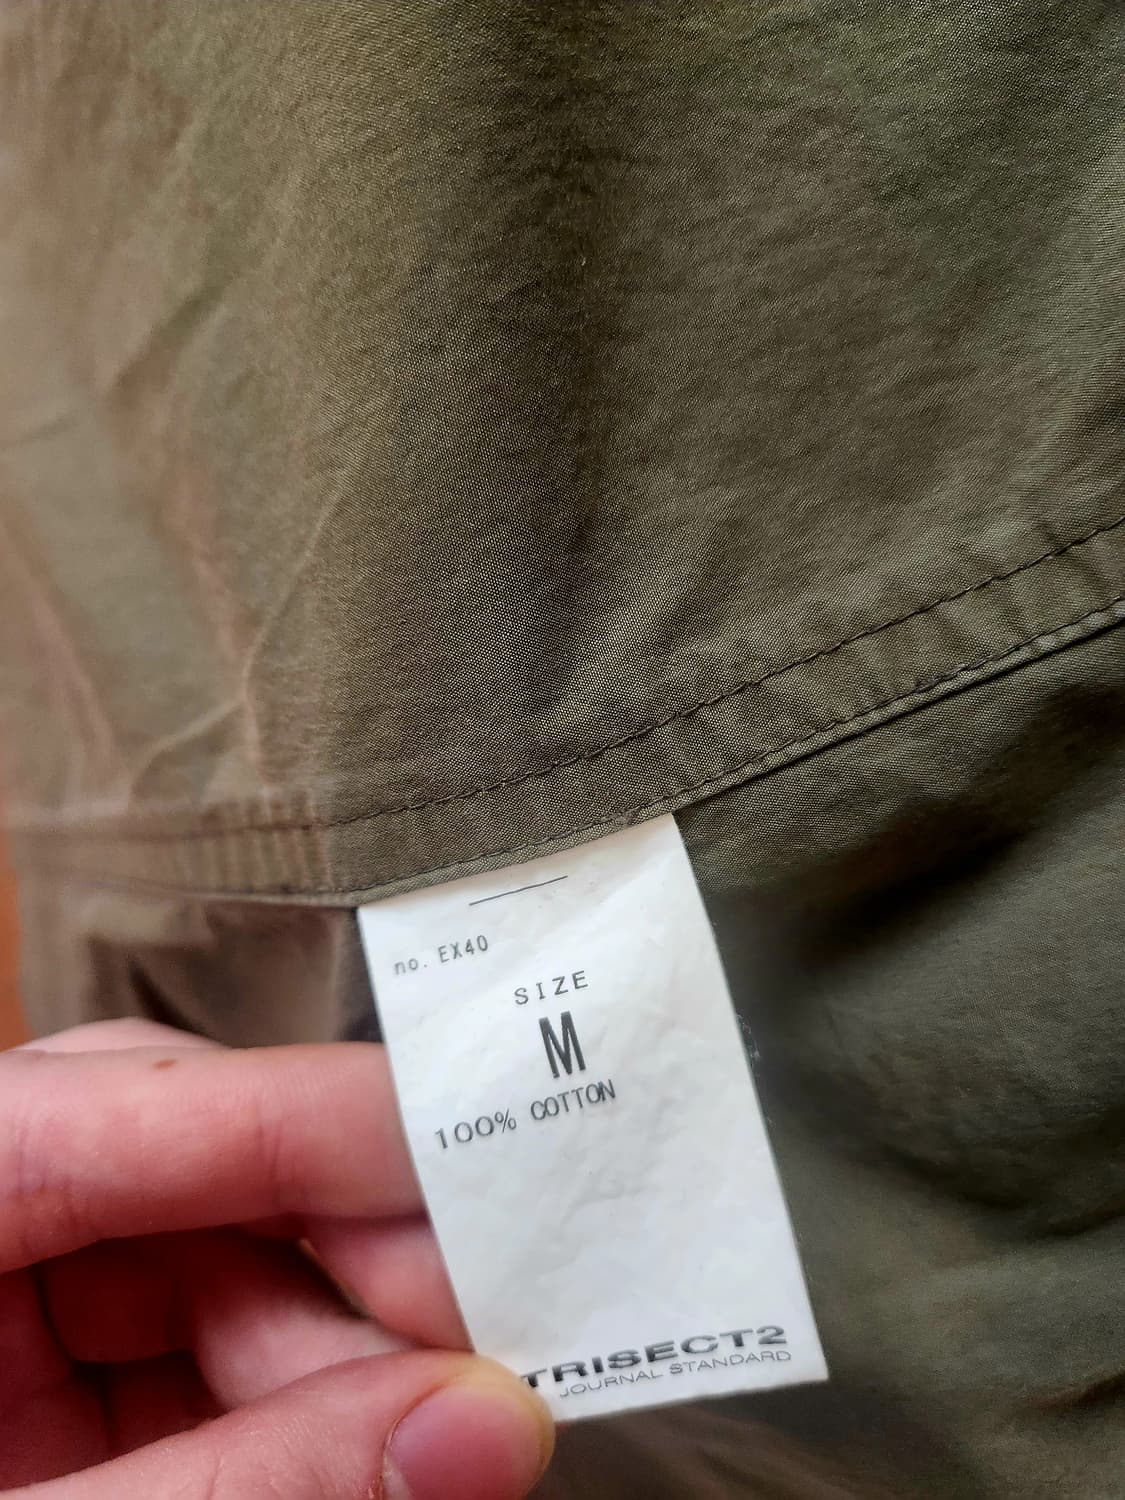 no. EX40
SIZE
M
100% COTTON
TRISECT2
JOURNAL STANDARD